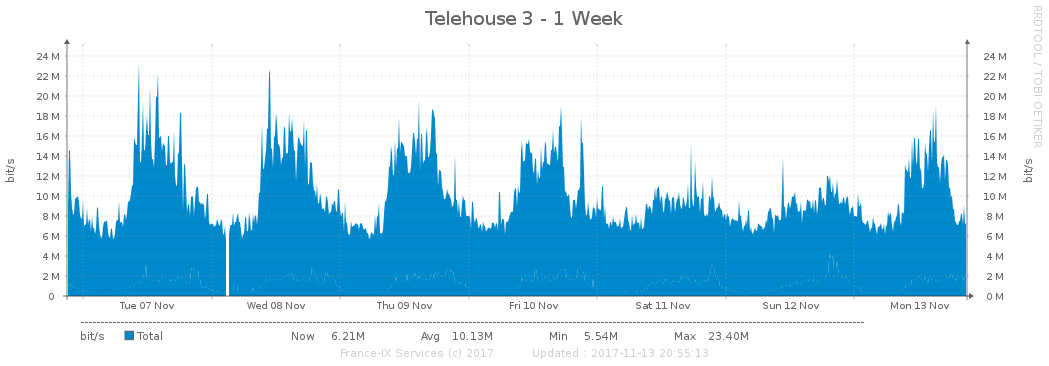 Telehouse 3 - 1 Week
RRDTOOL / TOBI OETIKER
bit/s
24 M
22 M
20 M
18 M
16 M
14 M
12 M
10 M
8 M
6 M
4 M
2 M
0
24 M
22 M
20 M
18 M
16 M
14 M
12 M
10 M
8 M
6 M
4 M
2 M
0 M
bit/s
Tue 07 Nov Wed 08 Nov Thu 09 Nov Fri 10 Nov Sat 11 Nov Sun 12 Nov Mon 13 Nov
bit/s Total Now 6.21M Avg 10.13M Min 5.54M Max 23.40M
France-IX Services (c) 2017 Updated : 2017-11-13 20:55:13